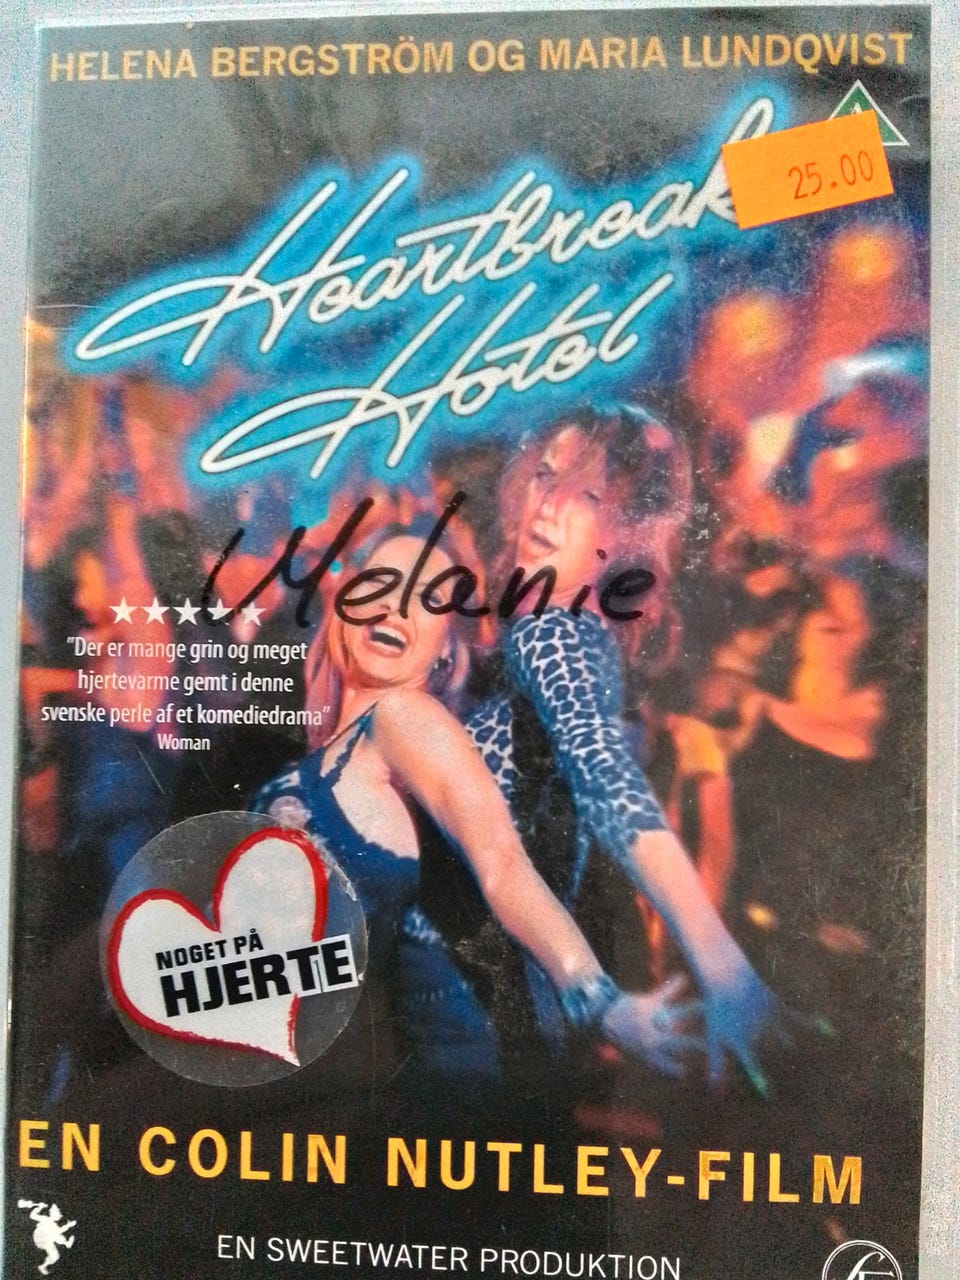 HELENA BERGSTRÖM OG MARIA LUNDQVIST
A
25.00
Heartbreak
Hotel
Melanie
"Der er mange grin og meget
hjertevarme gemt i denne
svenske perle af et komediedrama"
Woman
NOGET PÅ
HJERTE
EN COLIN NUTLEY-FILM
EN SWEETWATER PRODUKTION